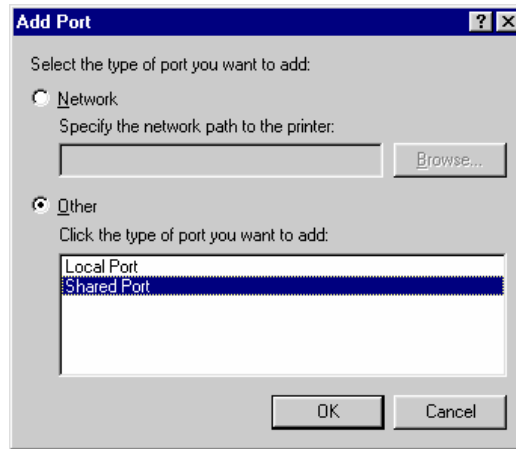 Add Port
Select the type of port you want to add:
Network
Specify the network path to the printer:
Browse...
Other
Click the type of port you want to add:
Local Port
Shared Port
OK Cancel